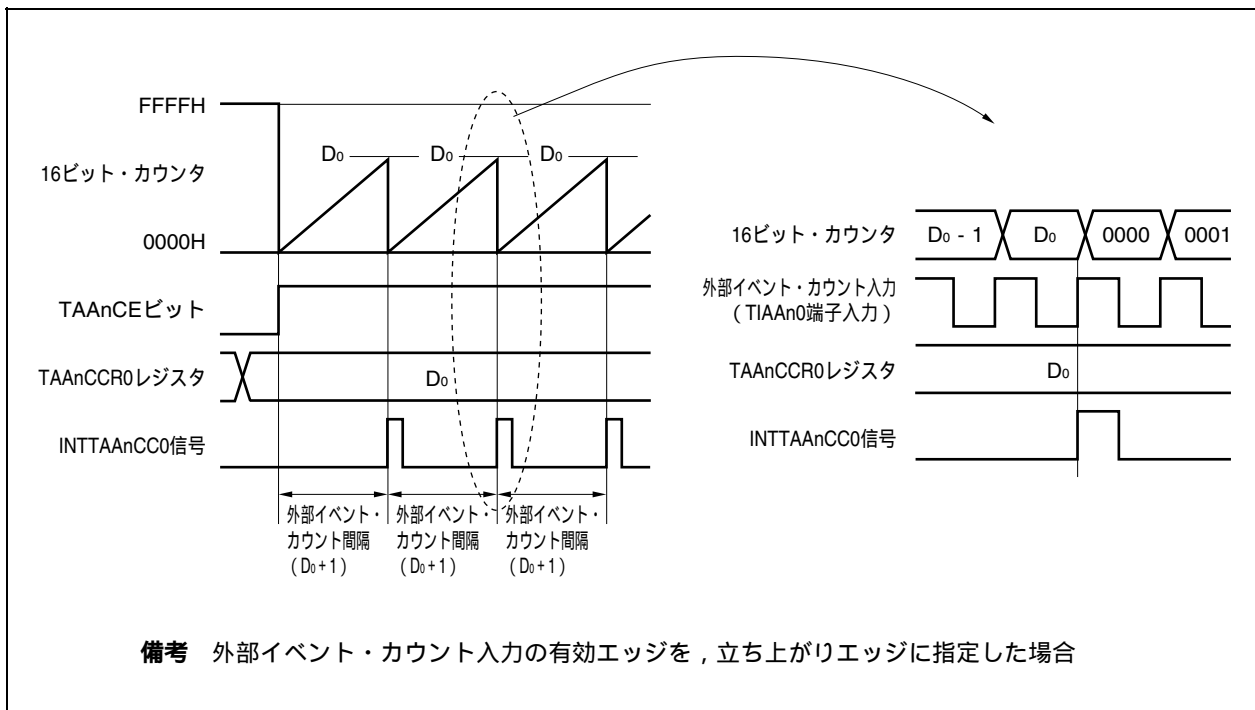 FFFFH
16ビット・カウンタ
0000H
D₀
D₀
D₀
TAAnCEビット
TAAnCCR0レジスタ
D₀
INTTAAnCC0信号
外部イベント・
カウント間隔
（D₀+1）
外部イベント・
カウント間隔
（D₀+1）
外部イベント・
カウント間隔
（D₀+1）
16ビット・カウンタ
D₀ - 1
D₀
0000
0001
外部イベント・カウント入力
（TIAAn0端子入力）
TAAnCCR0レジスタ
D₀
INTTAAnCC0信号
備考　外部イベント・カウント入力の有効エッジを，立ち上がりエッジに指定した場合